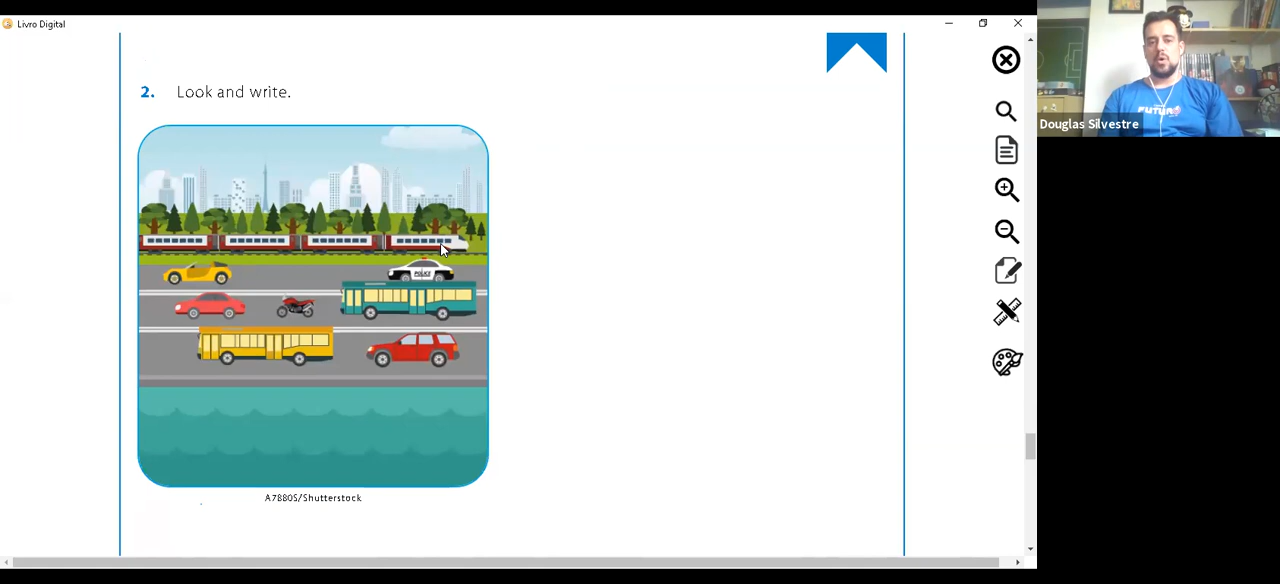 Livro Digital
2. Look and write.
POLICE
A7880S/Shutterstock
Douglas Silvestre